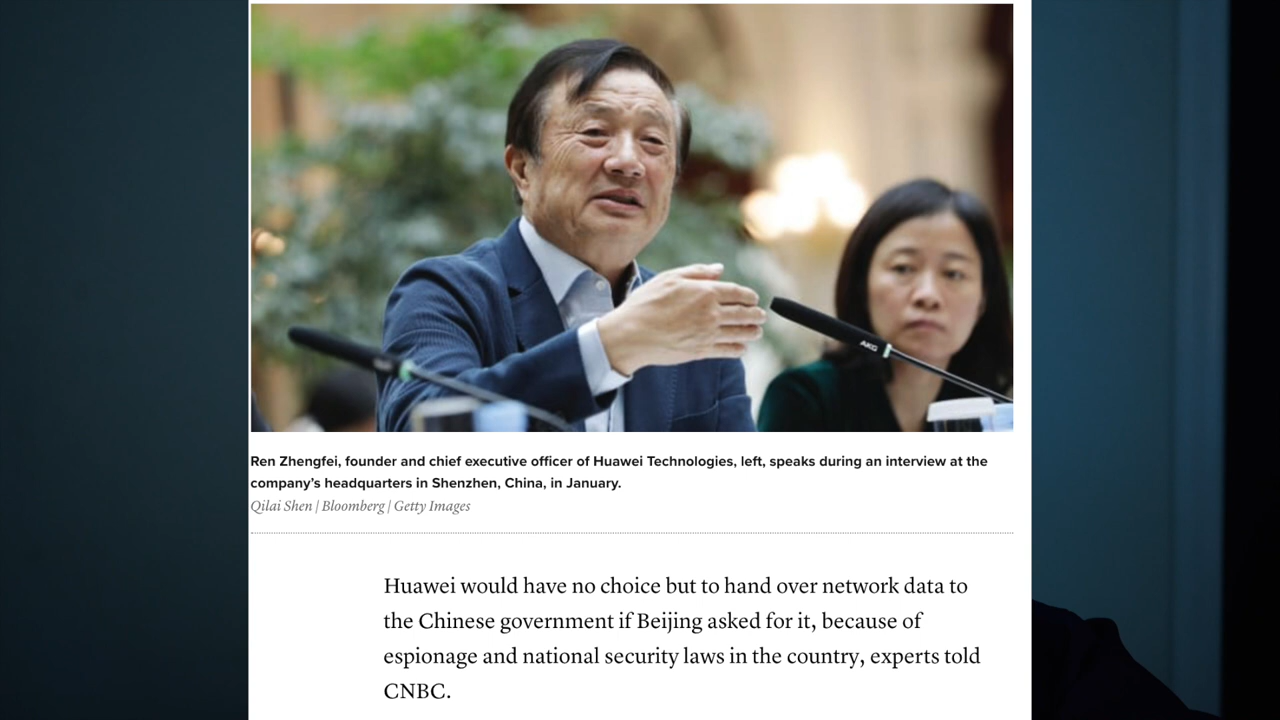 AKG
Ren Zhengfei, founder and chief executive officer of Huawei Technologies, left, speaks during an interview at the
company’s headquarters in Shenzhen, China, in January.
Qilai Shen | Bloomberg | Getty Images
Huawei would have no choice but to hand over network data to
the Chinese government if Beijing asked for it, because of
espionage and national security laws in the country, experts told
CNBC.